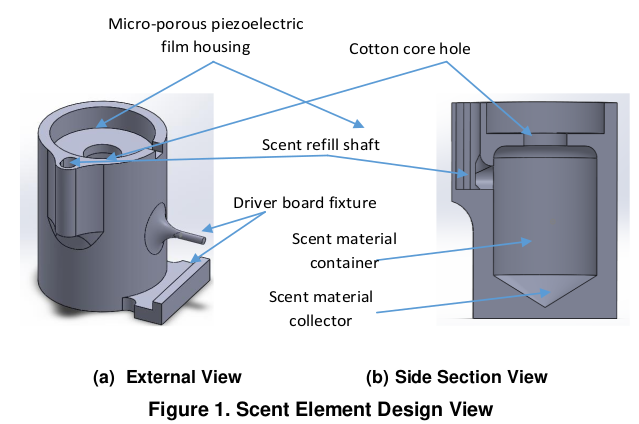 Micro-porous piezoelectric
film housing
Cotton core hole
Scent refill shaft
Driver board fixture
Scent material
container
Scent material
collector
(a) External View
(b) Side Section View
Figure 1. Scent Element Design View